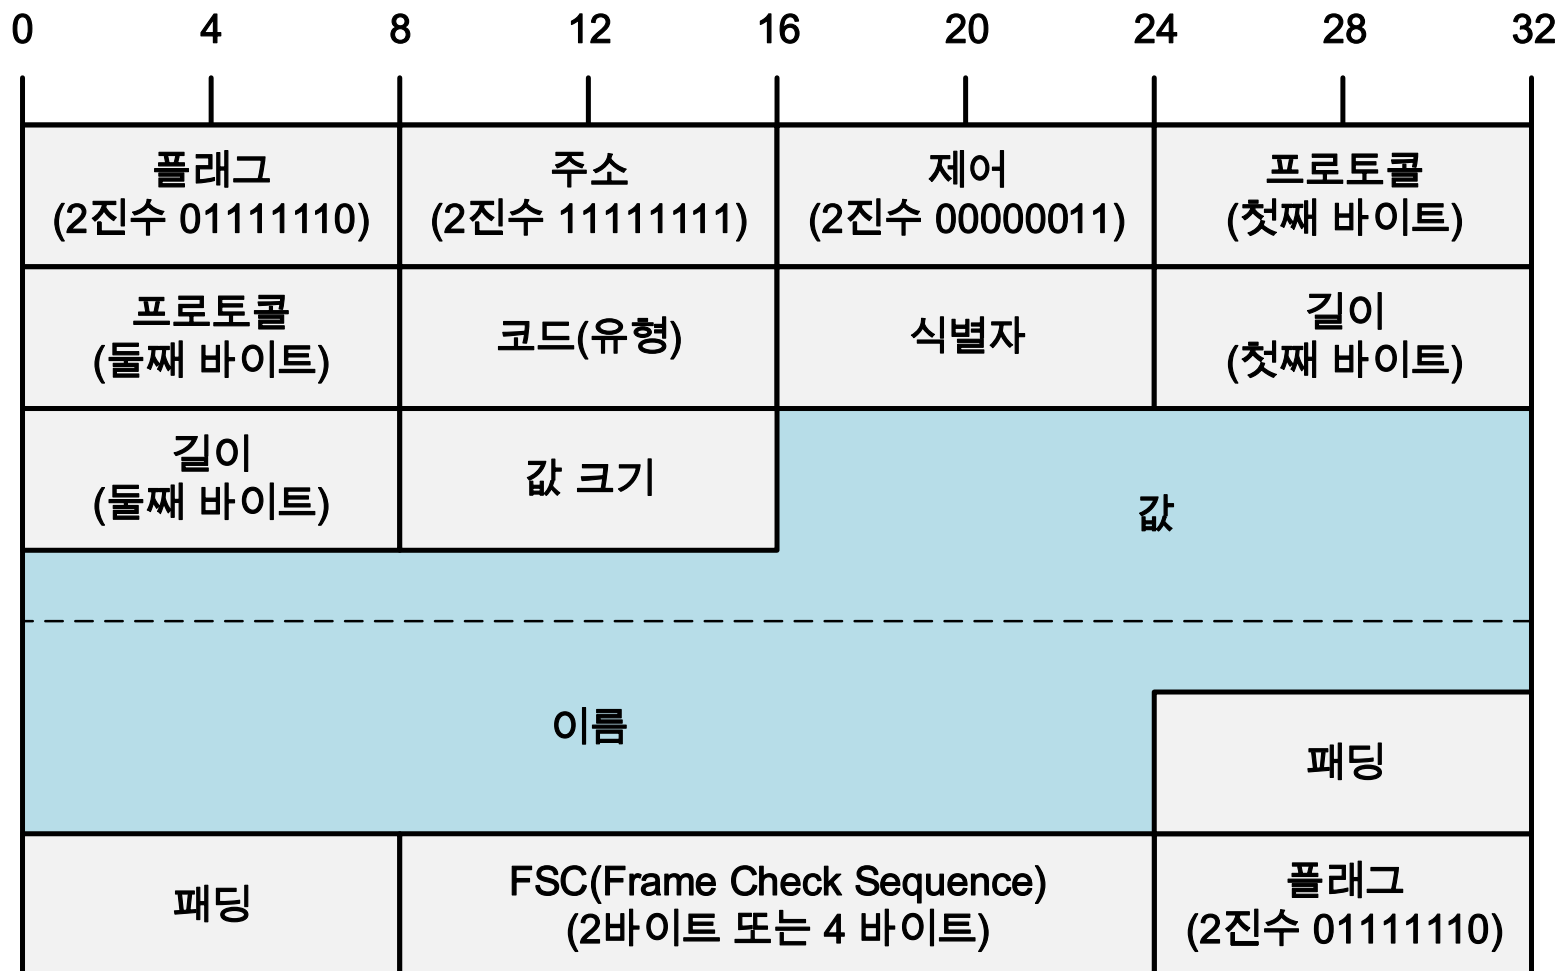 0 4 8 12 16 20 24 28 32
플래그
(2진수 01111110)
주소
(2진수 11111111)
제어
(2진수 00000011)
프로토콜
(첫째 바이트)
프로토콜
(둘째 바이트)
코드(유형)
식별자
길이
(첫째 바이트)
길이
(둘째 바이트)
값 크기
값
이름
패딩
패딩
FSC(Frame Check Sequence)
(2바이트 또는 4 바이트)
플래그
(2진수 01111110)